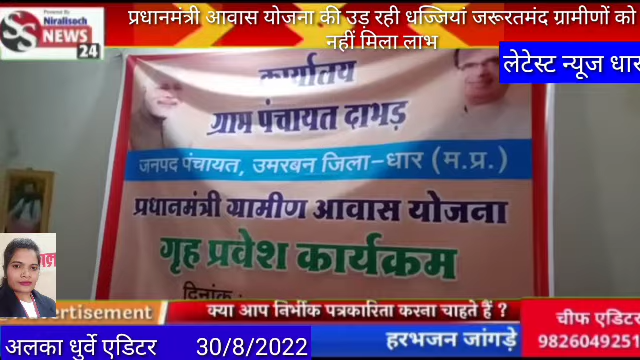 Powered By
Niralisoch
NEWS
24
प्रधानमंत्री आवास योजना की उड़ रही धज्जियां जरूरतमंद ग्रामीणों को
नहीं मिला लाभ
लेटेस्ट न्यूज धार
कार्यालय
ग्राम पंचायत दाभड़
जनपद पंचायत, उमरबन जिला-धार (म.प्र.)
प्रधानमंत्री ग्रामीण आवास योजना
गृह प्रवेश कार्यक्रम
दिनांक :
ertisement
क्या आप निर्भीक पत्रकारिता करना चाहते हैं ?
चीफ एडिटर
अलका धुर्वे एडिटर 30/8/2022
हरभजन जांगड़े
9826049251